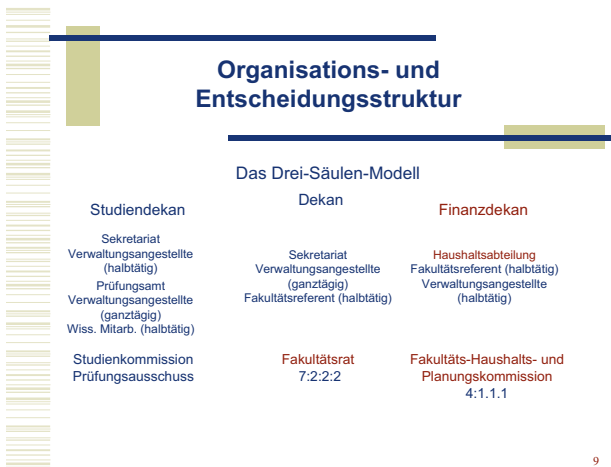 Organisations- und
Entscheidungsstruktur
Das Drei-Säulen-Modell
Studiendekan
Sekretariat
Verwaltungsangestellte
(halbtätig)
Prüfungsamt
Verwaltungsangestellte
(ganztägig)
Wiss. Mitarb. (halbtätig)
Studienkommission
Prüfungsausschuss
Dekan
Sekretariat
Verwaltungsangestellte
(ganztägig)
Fakultätsreferent (halbtätig)
Fakultätsrat
7:2:2:2
Finanzdekan
Haushaltsabteilung
Fakultätsreferent (halbtätig)
Verwaltungsangestellte
(halbtätig)
Fakultäts-Haushalts- und
Planungskommission
4:1.1.1
9